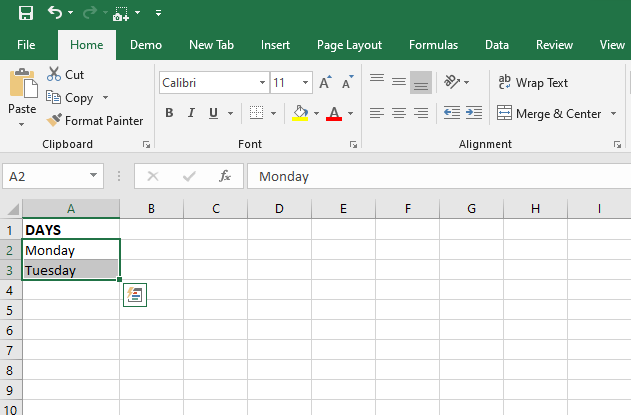 File Home Demo New Tab Insert Page Layout Formulas Data Review View
Cut
Calibri 11 A A ab Wrap Text
Copy
Paste
B I U A Merge & Center
Format Painter
Clipboard Font Alignment
A2 fx Monday
A B C D E F G H I
1 DAYS
2 Monday
3 Tuesday
4
5
6
7
8
9
10